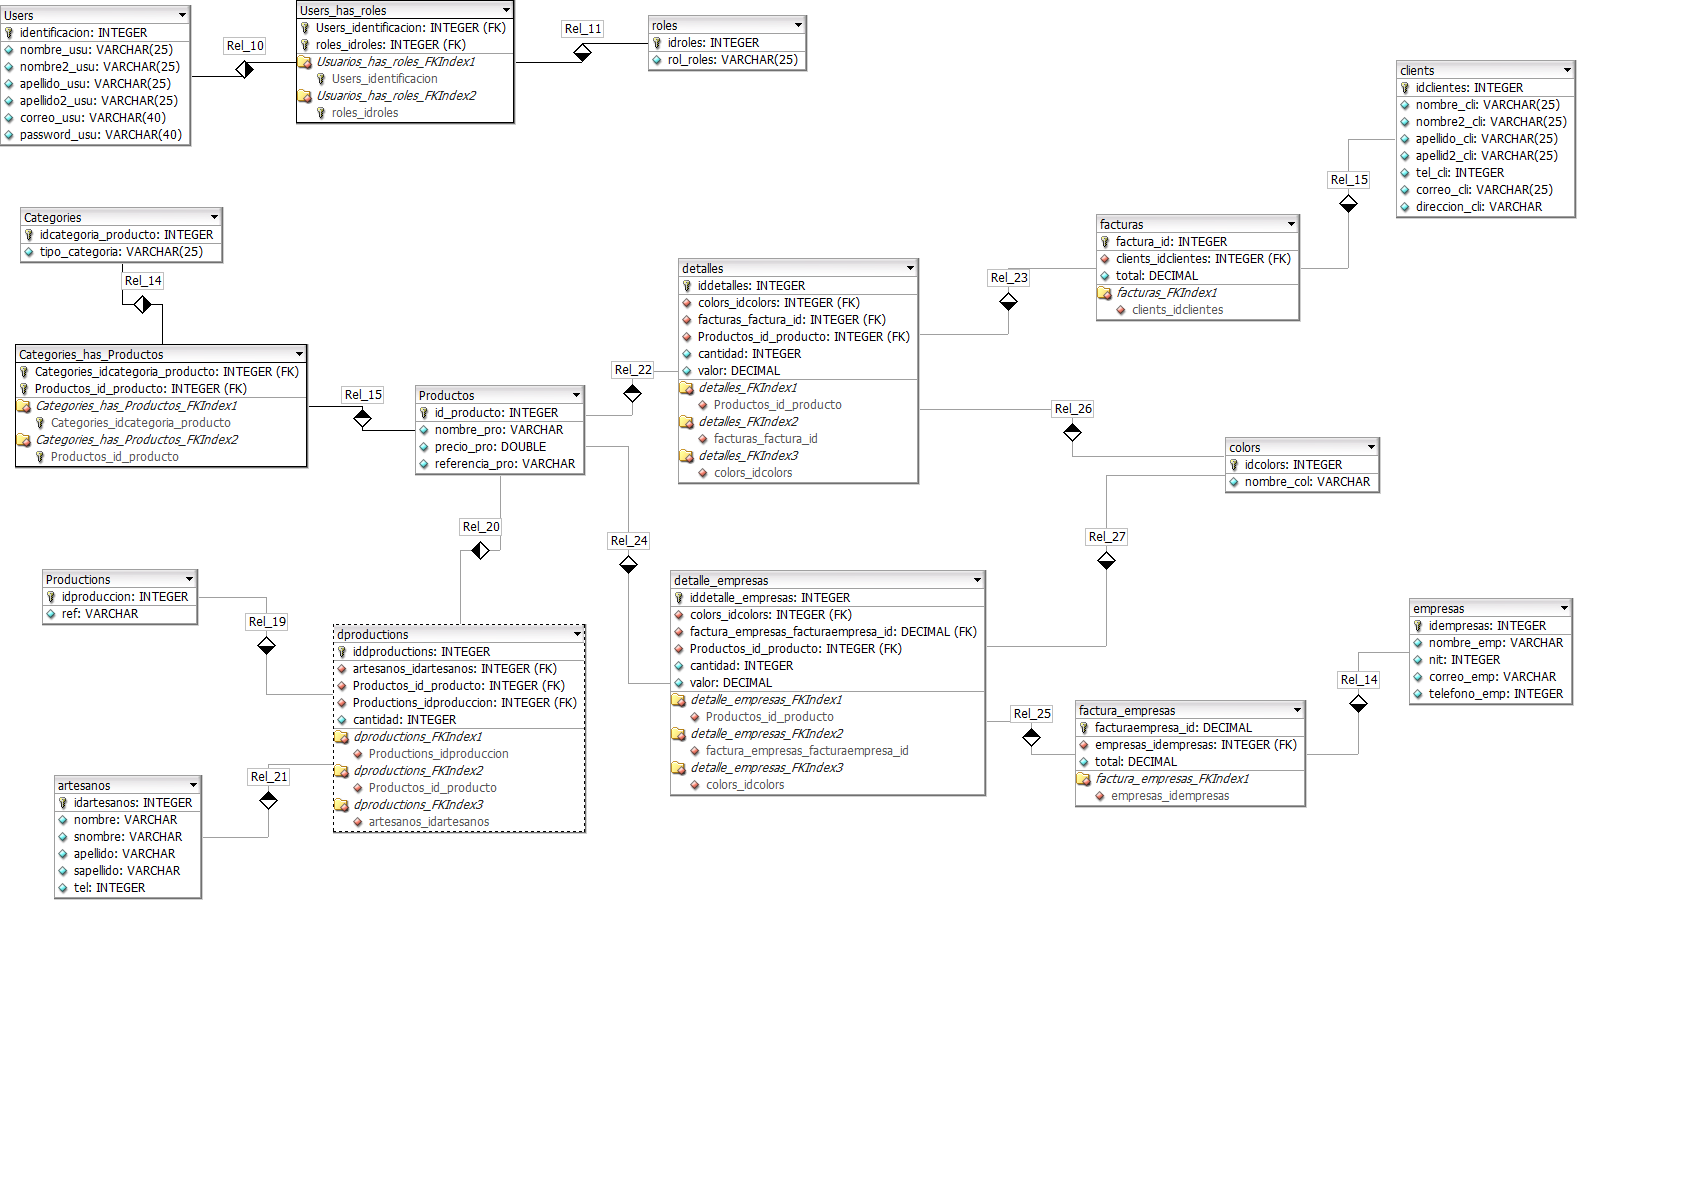 Users
identificacion: INTEGER
nombre_usu: VARCHAR(25)
nombre2_usu: VARCHAR(25)
apellido_usu: VARCHAR(25)
apellido2_usu: VARCHAR(25)
correo_usu: VARCHAR(40)
password_usu: VARCHAR(40)
Rel_10
Users_has_roles
Users_identificacion: INTEGER (FK)
roles_idroles: INTEGER (FK)
Usuarios_has_roles_FKIndex1
Users_identificacion
Usuarios_has_roles_FKIndex2
roles_idroles
Rel_11
roles
idroles: INTEGER
rol_roles: VARCHAR(25)
clients
idclientes: INTEGER
nombre_cli: VARCHAR(25)
nombre2_cli: VARCHAR(25)
apellido_cli: VARCHAR(25)
apellid2_cli: VARCHAR(25)
tel_cli: INTEGER
correo_cli: VARCHAR(25)
direccion_cli: VARCHAR
Rel_15
Categories
idcategoria_producto: INTEGER
tipo_categoria: VARCHAR(25)
Rel_14
facturas
factura_id: INTEGER
clients_idclientes: INTEGER (FK)
total: DECIMAL
facturas_FKIndex1
clients_idclientes
Rel_23
detalles
iddetalles: INTEGER
colors_idcolors: INTEGER (FK)
facturas_factura_id: INTEGER (FK)
Productos_id_producto: INTEGER (FK)
cantidad: INTEGER
valor: DECIMAL
detalles_FKIndex1
Productos_id_producto
detalles_FKIndex2
facturas_factura_id
detalles_FKIndex3
colors_idcolors
Categories_has_Productos
Categories_idcategoria_producto: INTEGER (FK)
Productos_id_producto: INTEGER (FK)
Categories_has_Productos_FKIndex1
Categories_idcategoria_producto
Categories_has_Productos_FKIndex2
Productos_id_producto
Rel_15
Productos
id_producto: INTEGER
nombre_pro: VARCHAR
precio_pro: DOUBLE
referencia_pro: VARCHAR
Rel_22
Rel_26
colors
idcolors: INTEGER
nombre_col: VARCHAR
Rel_20
Rel_24
Rel_27
Productions
idproduccion: INTEGER
ref: VARCHAR
Rel_19
dproductions
iddproductions: INTEGER
artesanos_idartesanos: INTEGER (FK)
Productos_id_producto: INTEGER (FK)
Productions_idproduccion: INTEGER (FK)
cantidad: INTEGER
dproductions_FKIndex1
Productions_idproduccion
dproductions_FKIndex2
Productos_id_producto
dproductions_FKIndex3
artesanos_idartesanos
detalle_empresas
iddetalle_empresas: INTEGER
colors_idcolors: INTEGER (FK)
factura_empresas_facturaempresa_id: DECIMAL (FK)
Productos_id_producto: INTEGER (FK)
cantidad: INTEGER
valor: DECIMAL
detalle_empresas_FKIndex1
Productos_id_producto
detalle_empresas_FKIndex2
factura_empresas_facturaempresa_id
detalle_empresas_FKIndex3
colors_idcolors
empresas
idempresas: INTEGER
nombre_emp: VARCHAR
nit: INTEGER
correo_emp: VARCHAR
telefono_emp: INTEGER
Rel_14
Rel_25
factura_empresas
facturaempresa_id: DECIMAL
empresas_idempresas: INTEGER (FK)
total: DECIMAL
factura_empresas_FKIndex1
empresas_idempresas
Rel_21
artesanos
idartesanos: INTEGER
nombre: VARCHAR
snombre: VARCHAR
apellido: VARCHAR
sapellido: VARCHAR
tel: INTEGER